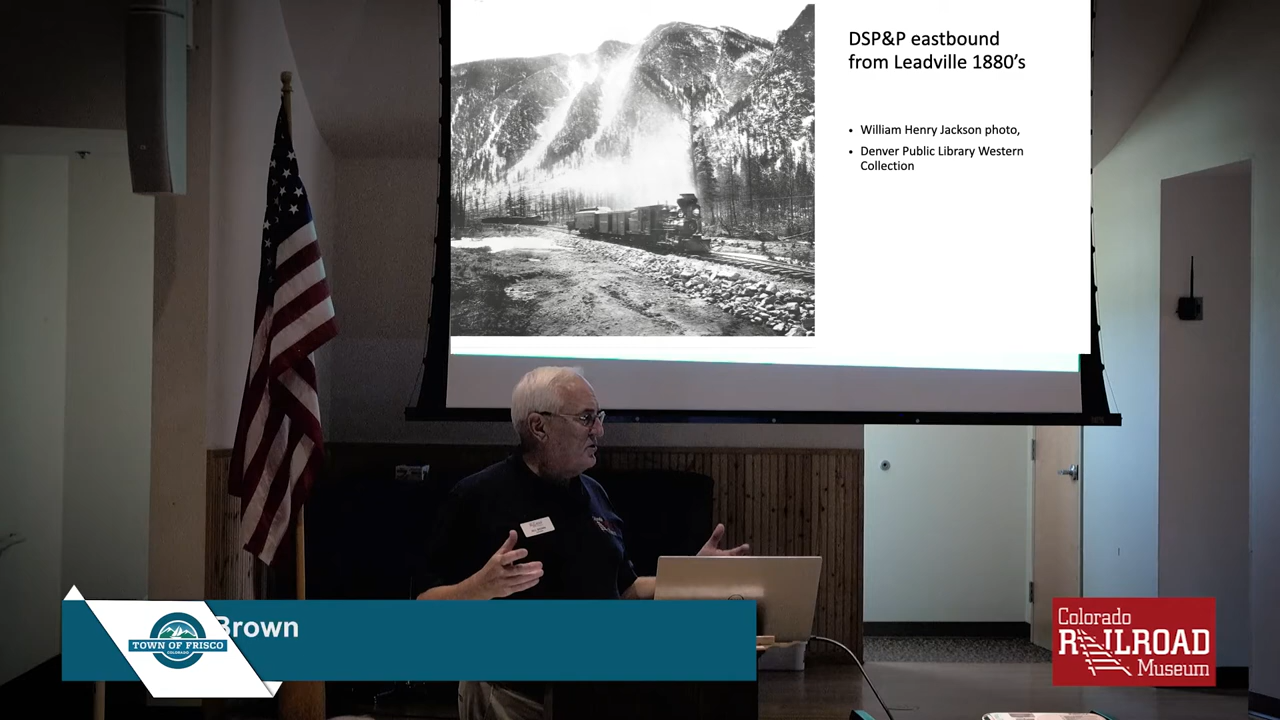 DSP&P eastbound
from Leadville 1880's
• William Henry Jackson photo,
• Denver Public Library Western
Collection
Brown
TOWN OF FRISCO
COLORADO
Colorado
RAILROAD
Museum